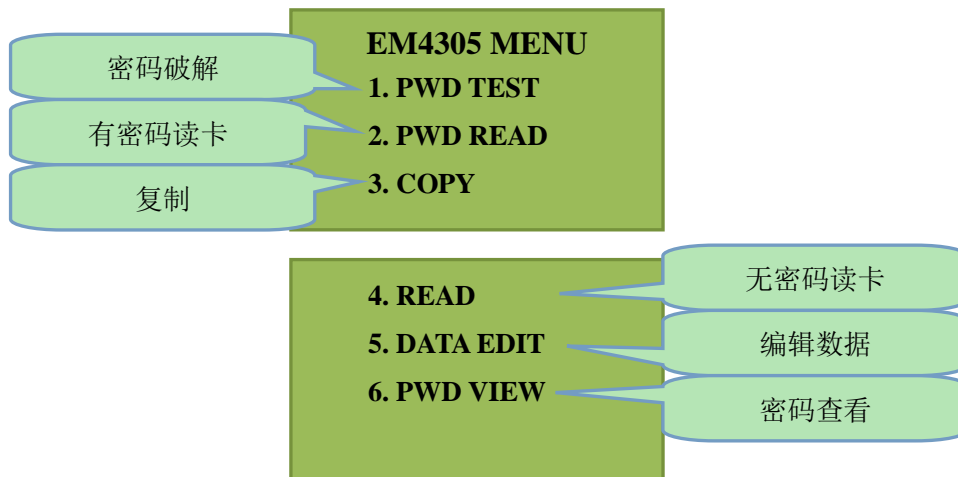 EM4305 MENU
密码破解
1. PWD TEST
有密码读卡
2. PWD READ
复制
3. COPY
4. READ
无密码读卡
5. DATA EDIT
编辑数据
6. PWD VIEW
密码查看